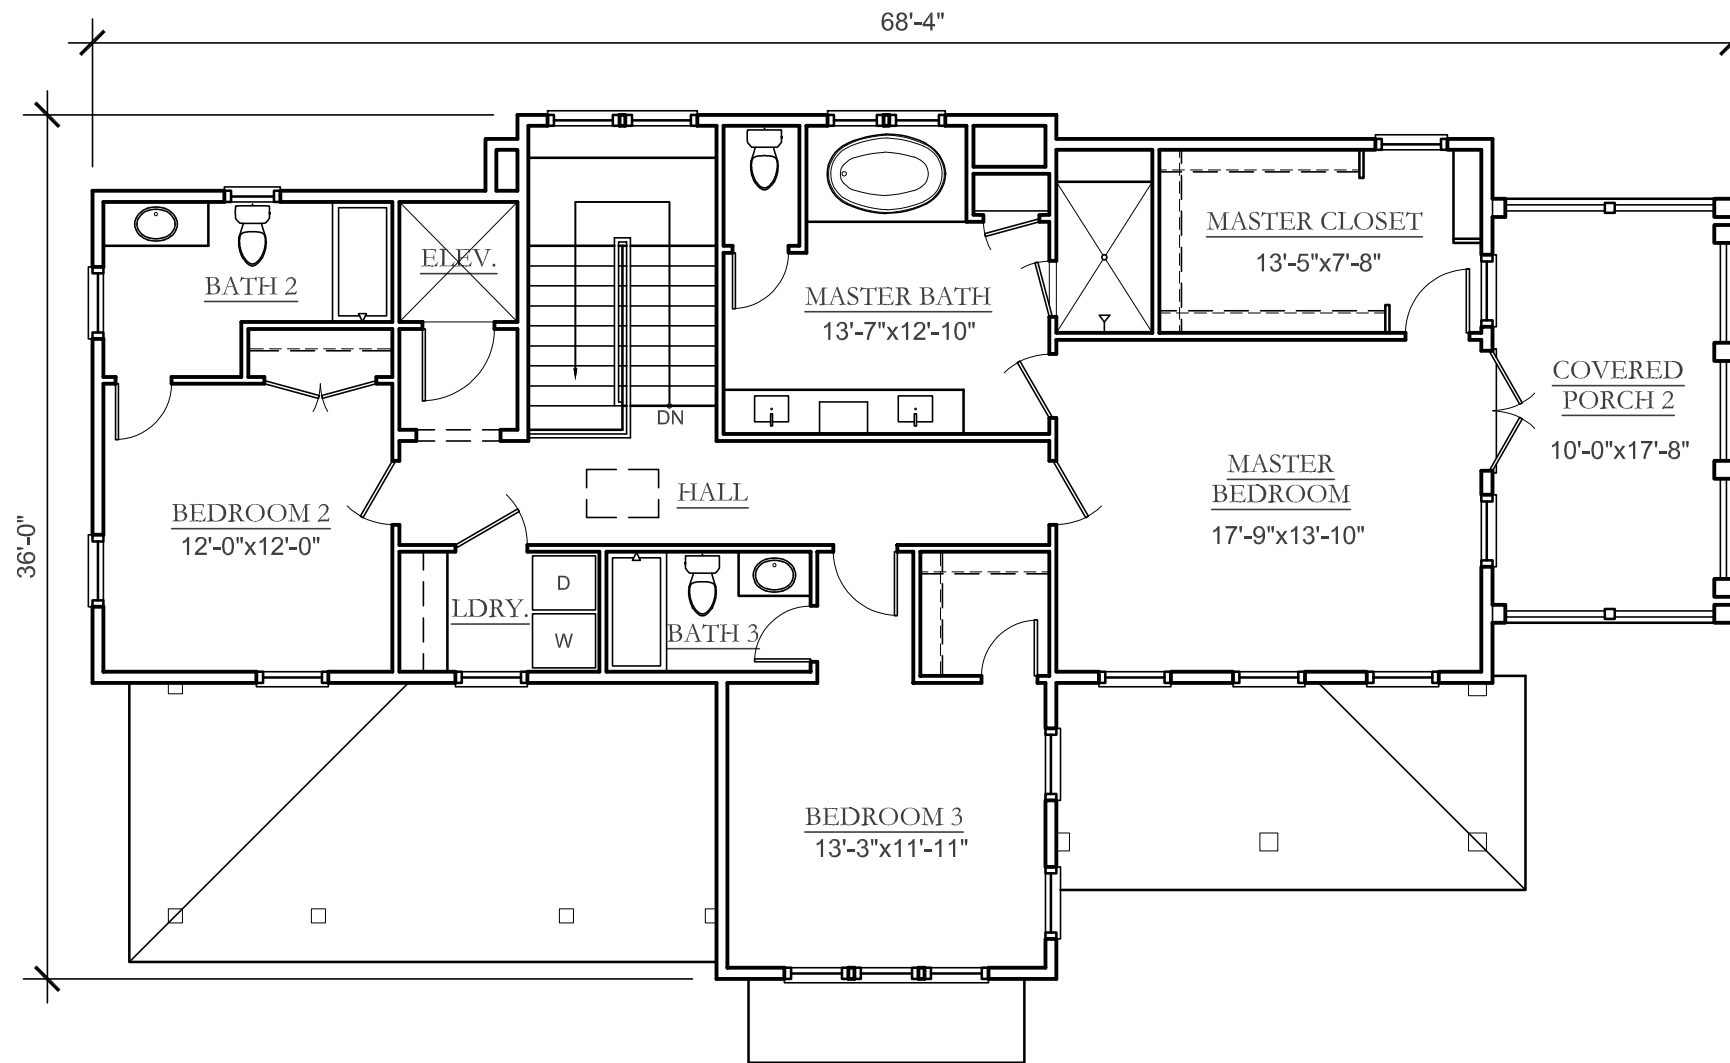 68'-4"
36'-0"
BATH 2
ELEV.
DN
MASTER BATH
13'-7"x12'-10"
MASTER CLOSET
13'-5"x7'-8"
COVERED
PORCH 2
10'-0"x17'-8"
MASTER
BEDROOM
17'-9"x13'-10"
HALL
BEDROOM 2
12'-0"x12'-0"
LDRY.
D
W
BATH 3
BEDROOM 3
13'-3"x11'-11"